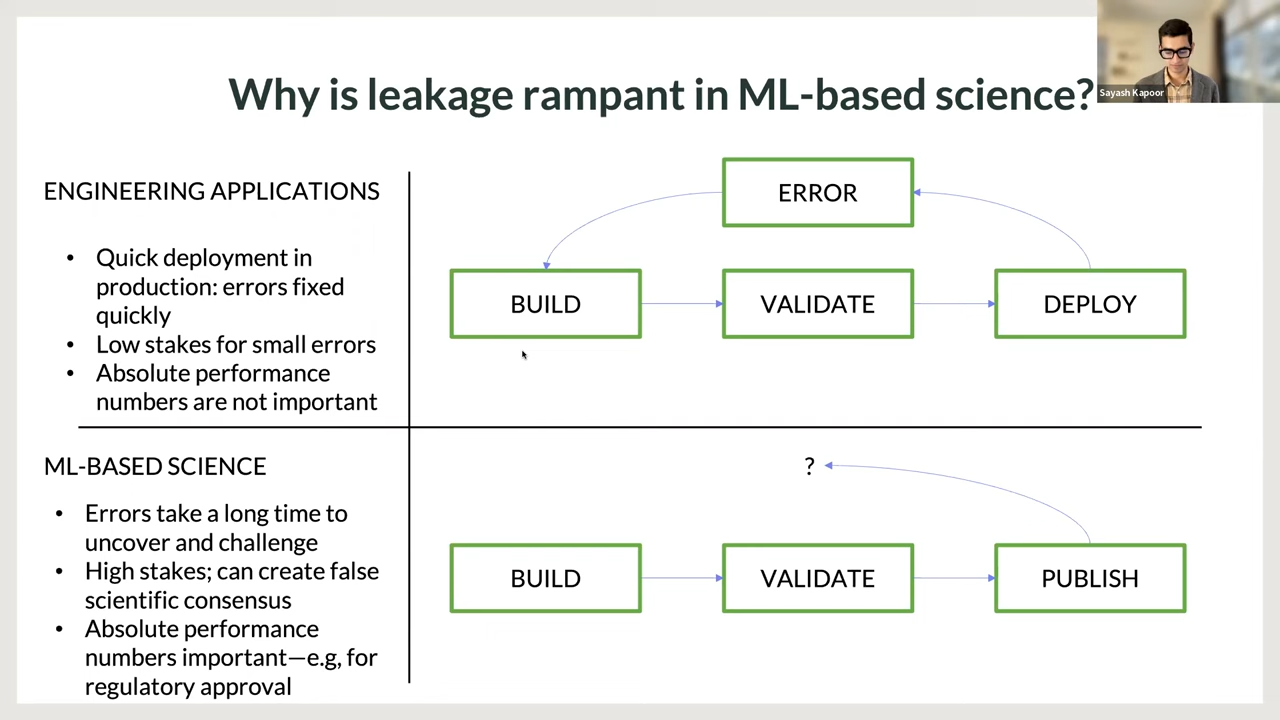 Why is leakage rampant in ML-based science?
Sayash Kapoor
ENGINEERING APPLICATIONS
• Quick deployment in
production: errors fixed
quickly
• Low stakes for small errors
• Absolute performance
numbers are not important
ERROR
BUILD
VALIDATE
DEPLOY
ML-BASED SCIENCE
• Errors take a long time to
uncover and challenge
• High stakes; can create false
scientific consensus
• Absolute performance
numbers important—e.g, for
regulatory approval
?
BUILD
VALIDATE
PUBLISH